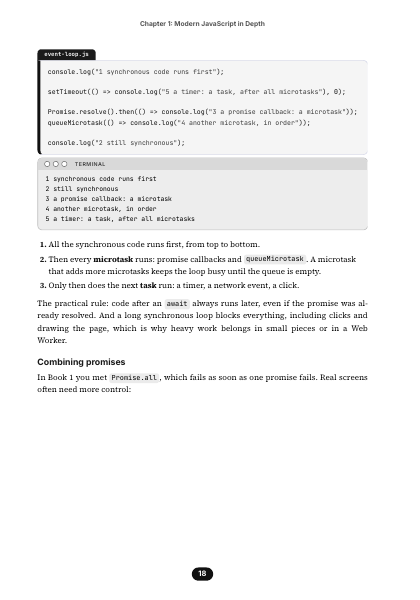 Chapter 1: Modern JavaScript in Depth
event-loop.js
console.log("1 synchronous code runs first");
setTimeout(() => console.log("5 a timer: a task, after all microtasks"), 0);
Promise.resolve().then(() => console.log("3 a promise callback: a microtask"));
queueMicrotask(() => console.log("4 another microtask, in order"));
console.log("2 still synchronous");
TERMINAL
1 synchronous code runs first
2 still synchronous
3 a promise callback: a microtask
4 another microtask, in order
5 a timer: a task, after all microtasks
1. All the synchronous code runs first, from top to bottom.
2. Then every microtask runs: promise callbacks and queueMicrotask. A microtask
that adds more microtasks keeps the loop busy until the queue is empty.
3. Only then does the next task run: a timer, a network event, a click.
The practical rule: code after an await always runs later, even if the promise was al-
ready resolved. And a long synchronous loop blocks everything, including clicks and
drawing the page, which is why heavy work belongs in small pieces or in a Web
Worker.
Combining promises
In Book 1 you met Promise.all, which fails as soon as one promise fails. Real screens
often need more control:
18